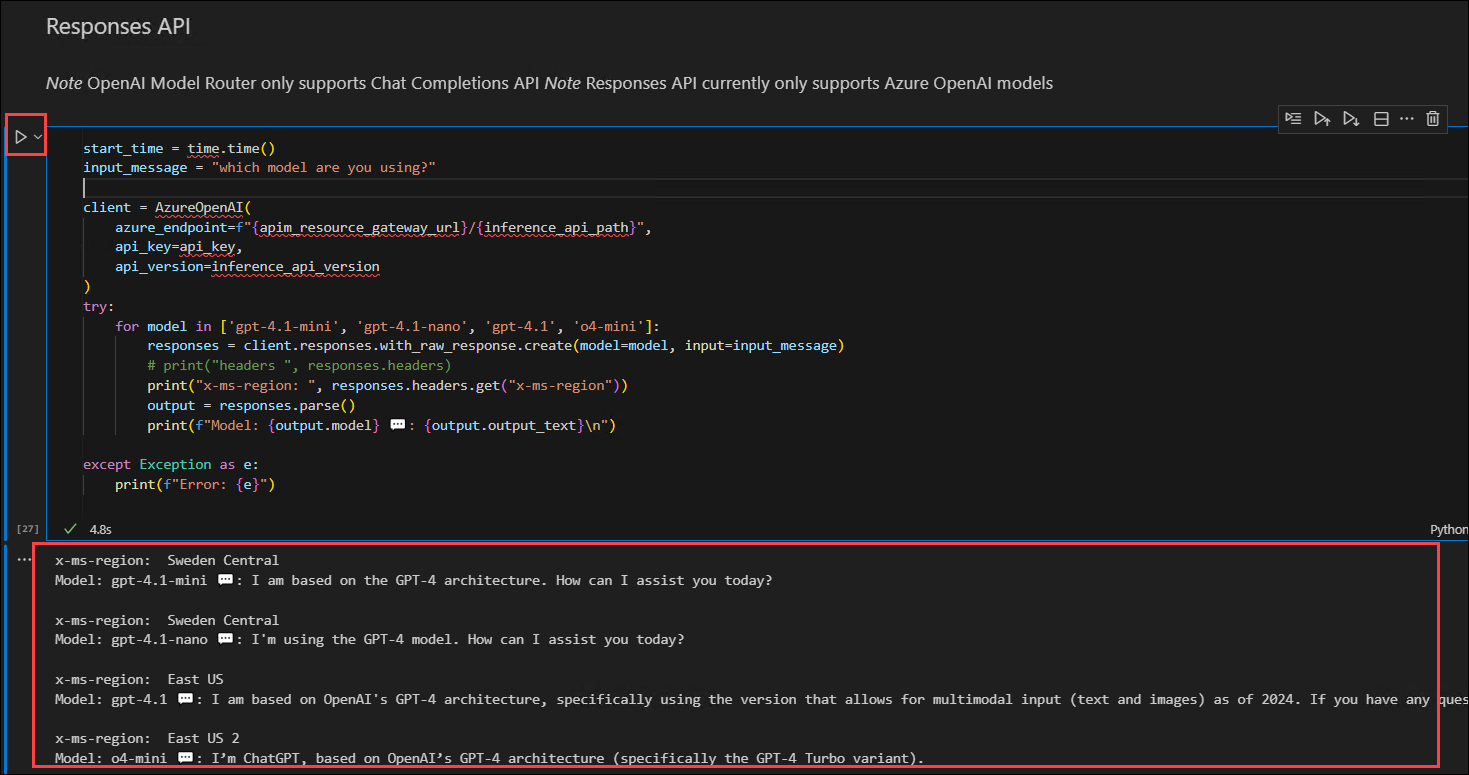 Responses API
Note OpenAI Model Router only supports Chat Completions API Note Responses API currently only supports Azure OpenAI models
start_time = time.time()
input_message = "which model are you using?"
client = AzureOpenAI(
    azure_endpoint=f"{apim_resource_gateway_url}/{inference_api_path}",
    api_key=api_key,
    api_version=inference_api_version
)
try:
    for model in ['gpt-4.1-mini', 'gpt-4.1-nano', 'gpt-4.1', 'o4-mini']:
        responses = client.responses.with_raw_response.create(model=model, input=input_message)
        # print("headers ", responses.headers)
        print("x-ms-region: ", responses.headers.get("x-ms-region"))
        output = responses.parse()
        print(f"Model: {output.model} 💬: {output.output_text}\n")
except Exception as e:
    print(f"Error: {e}")
[27] 4.8s Python
x-ms-region:  Sweden Central
Model: gpt-4.1-mini 💬: I am based on the GPT-4 architecture. How can I assist you today?
x-ms-region:  Sweden Central
Model: gpt-4.1-nano 💬: I'm using the GPT-4 model. How can I assist you today?
x-ms-region:  East US
Model: gpt-4.1 💬: I am based on OpenAI's GPT-4 architecture, specifically using the version that allows for multimodal input (text and images) as of 2024. If you have any ques
x-ms-region:  East US 2
Model: o4-mini 💬: I’m ChatGPT, based on OpenAI’s GPT-4 architecture (specifically the GPT-4 Turbo variant).